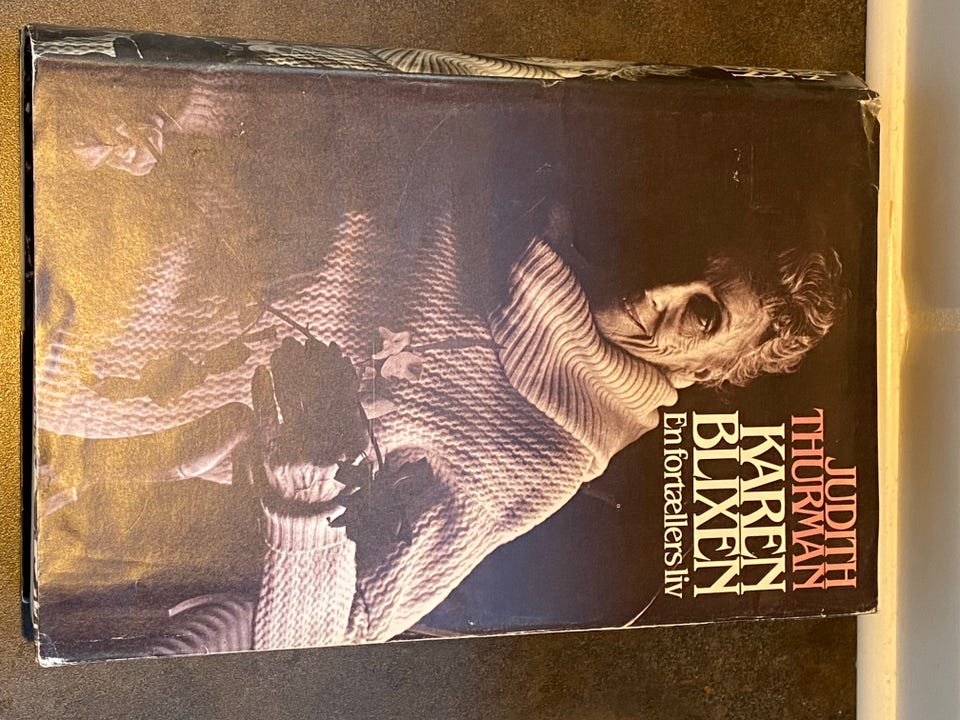 JUDITH
THURMAN
KAREN
BLIXEN
En fortællers liv